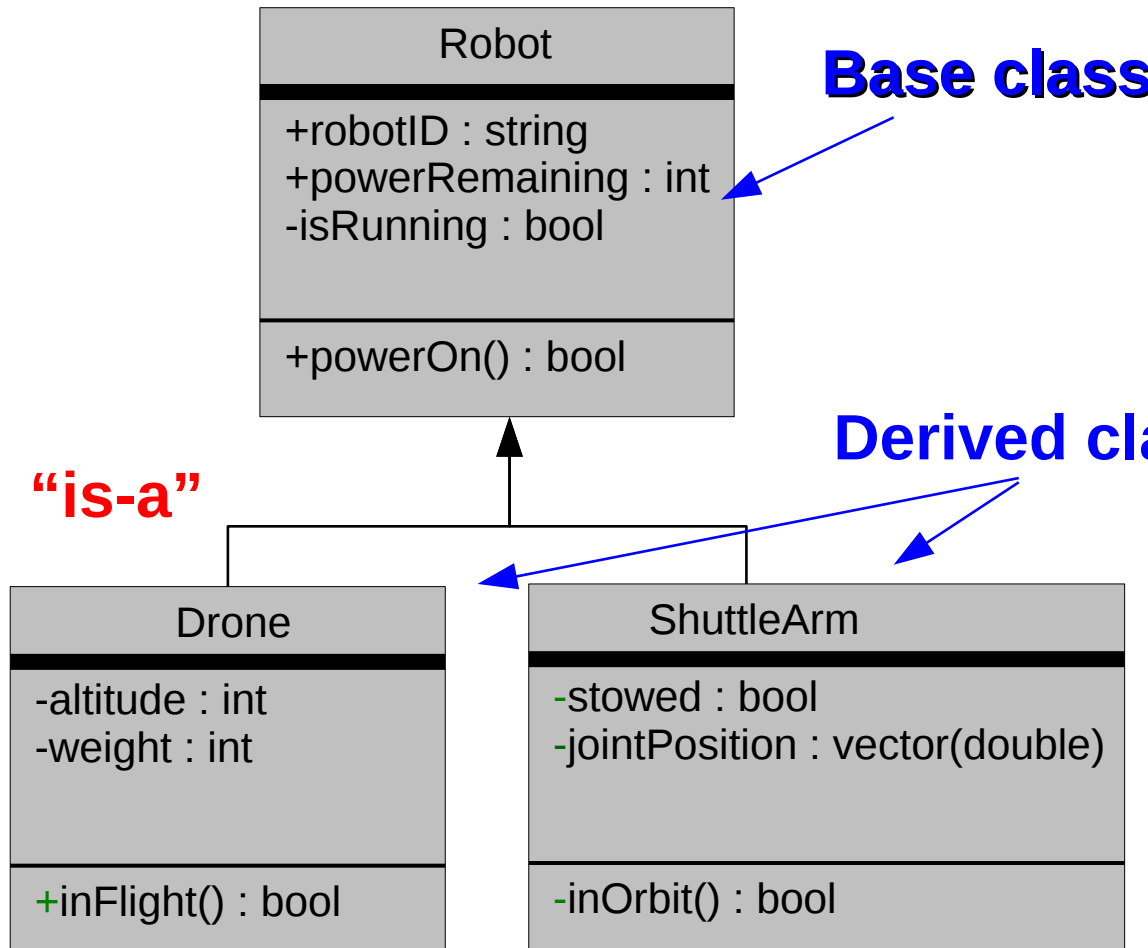 Robot
Base class
+robotID : string
+powerRemaining : int
-isRunning : bool
+powerOn() : bool
Derived cla
“is-a”
Drone
-altitude : int
-weight : int
+inFlight() : bool
ShuttleArm
-stowed : bool
-jointPosition : vector(double)
-inOrbit() : bool